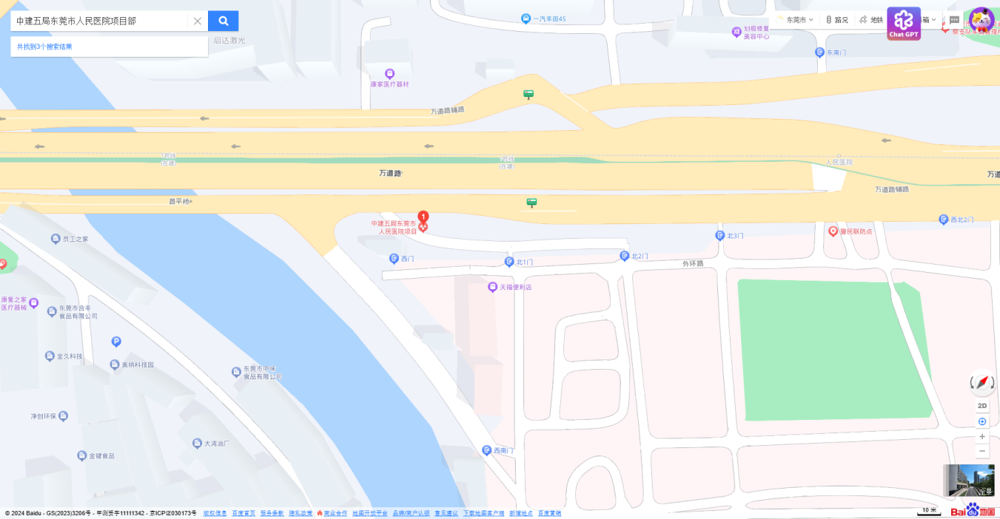 中建五局东莞市人民医院项目部
共找到3个搜索结果
启达激光
一汽丰田4S
划痕修复
美容中心
东莞市
路况
地铁
箱
Chat GPT
东南门
康家医疗器材
万道路辅路
1号线
(在建)
1号线
(在建)
人民医院
万道路
万道
万道路辅路
昌平桥
中建五局东莞市
人民医院项目
西北2门
员工之家
北3门
警民联防点
西门
北1门
北2门
外环路
天福便利店
康复之家
医疗器械
东莞市合丰
食品有限公司
金久科技
美纳科技园
东莞市中味
食品有限公司
P
净创环保
大鸿油厂
金键食品
西南门
2D
全景
10 米
© 2024 Baidu - GS(2023)3206号 - 甲测资字11111342 - 京ICP证030173号
版权信息 百度首页 服务条款 隐私政策 商业合作 地图开放平台 品牌/商户认领 意见建议 下载地图客户端 新增地点 百度营销
Bai du 地图